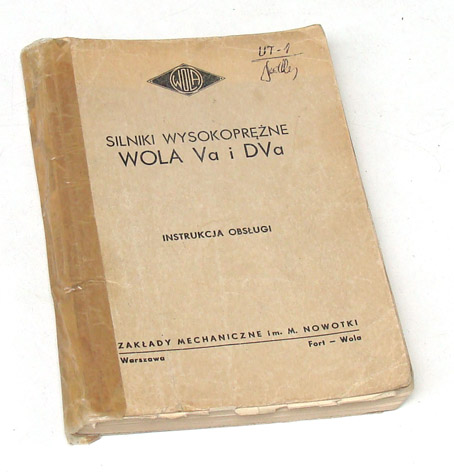 WOLA
UT-1
SILNIKI WYSOKOPRĘŻNE
WOLA Va i DVa
INSTRUKCJA OBSŁUGI
ZAKŁADY MECHANICZNE im. M. NOWOTKI
Warszawa
Fort – Wola